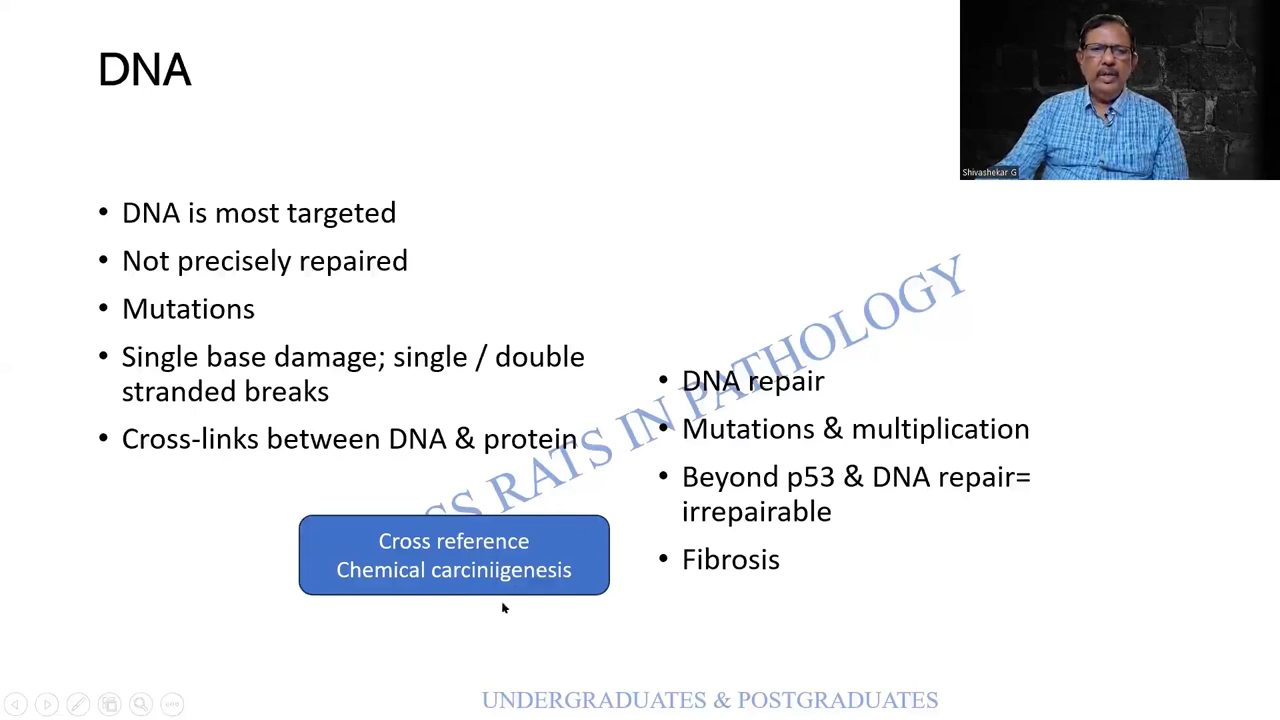 DNA
Shivashekar G
• DNA is most targeted
• Not precisely repaired
• Mutations
• Single base damage; single / double
stranded breaks
• Cross-links between DNA & protein
• DNA repair
• Mutations & multiplication
• Beyond p53 & DNA repair=
irrepairable
• Fibrosis
RATS IN PATHOLOGY
Cross reference
Chemical carciniigenesis
UNDERGRADUATES & POSTGRADUATES